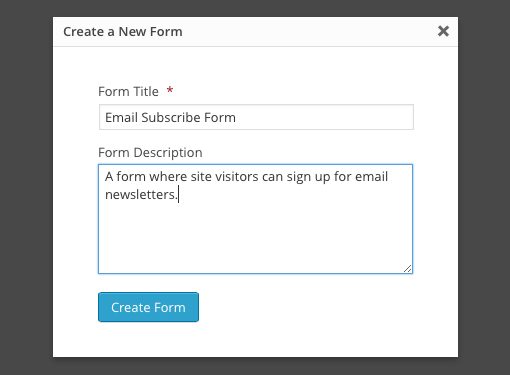 Create a New Form
Form Title *
Email Subscribe Form
Form Description
A form where site visitors can sign up for email
newsletters.
Create Form